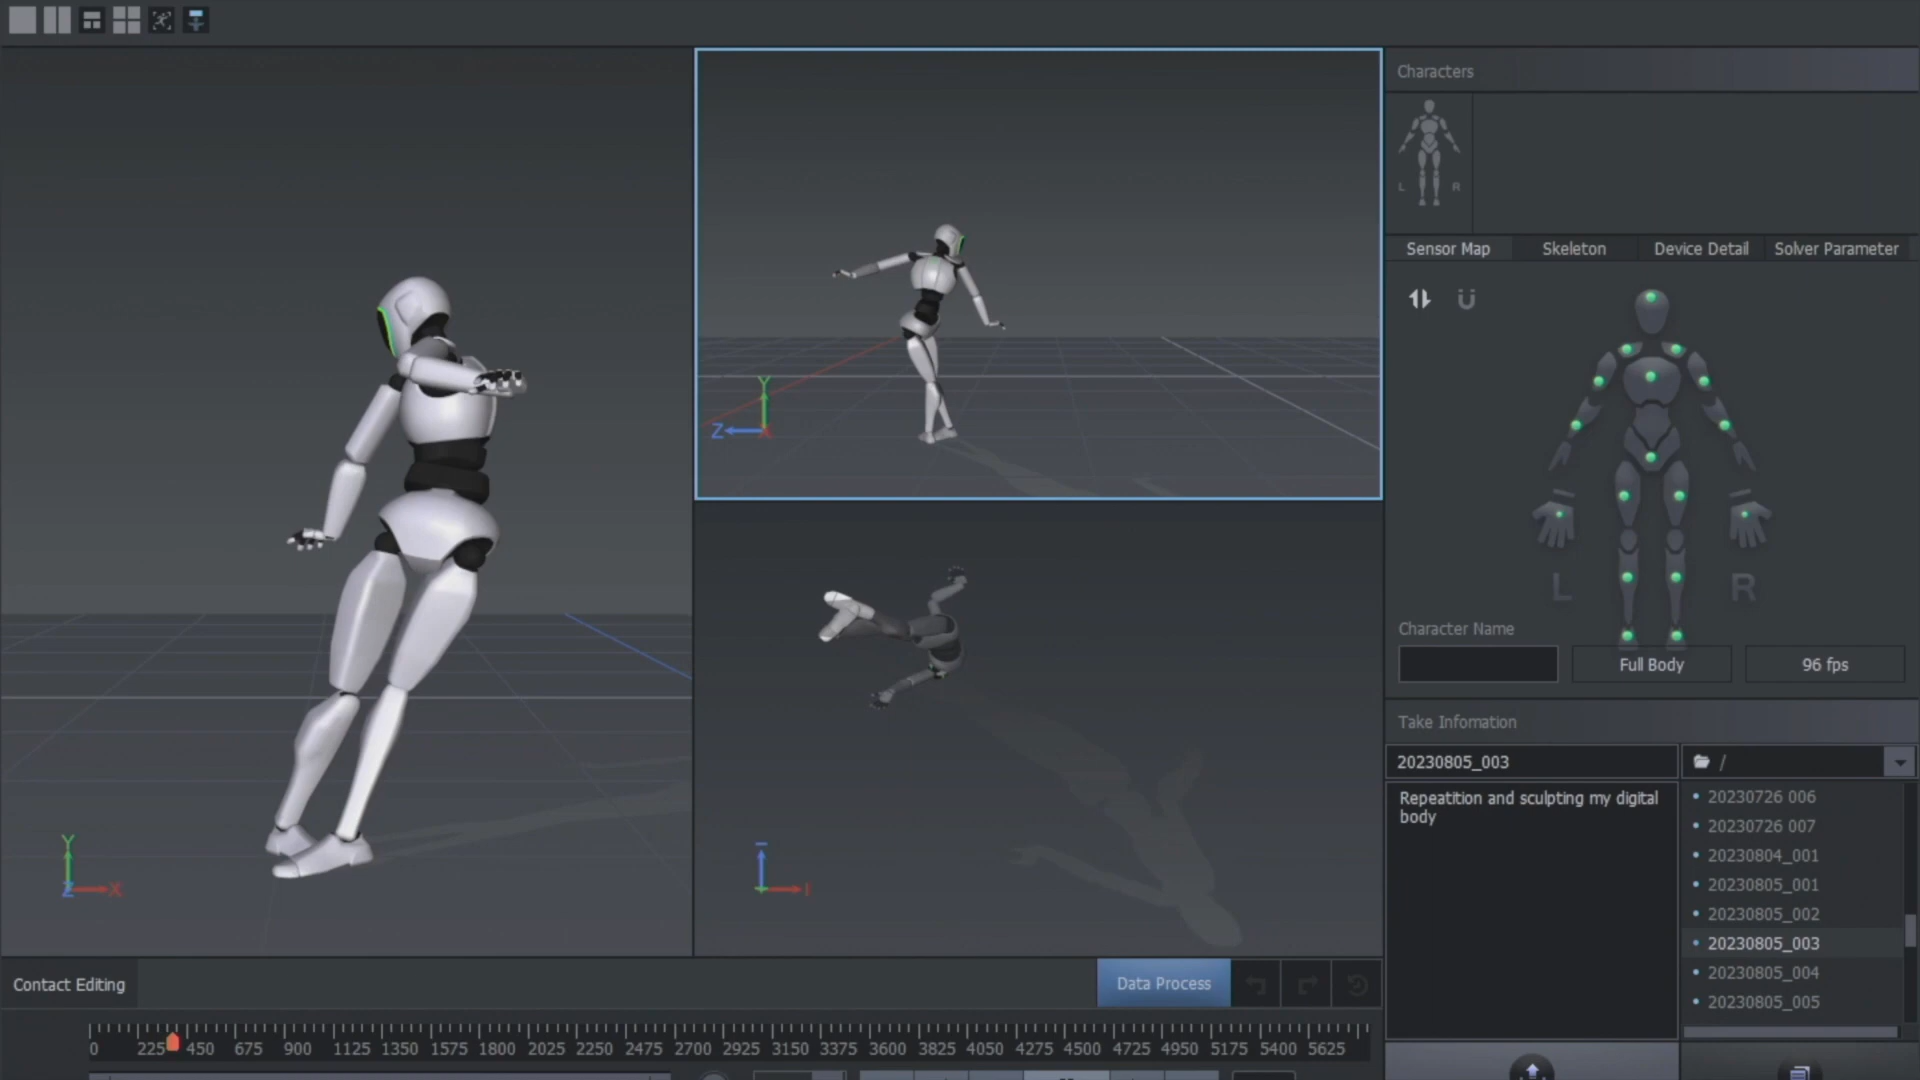 Characters
L R
Sensor Map Skeleton Device Detail Solver Parameter
L R
Character Name
Full Body 96 fps
Take Infomation
20230805_003 /
Repeatition and sculpting my digital
body
20230726 006
20230726 007
20230804_001
20230805_001
20230805_002
20230805_003
20230805_004
20230805_005
Y
Z X
Y
Z X
Contact Editing Data Process
0 225 450 675 900 1125 1350 1575 1800 2025 2250 2475 2700 2925 3150 3375 3600 3825 4050 4275 4500 4725 4950 5175 5400 5625